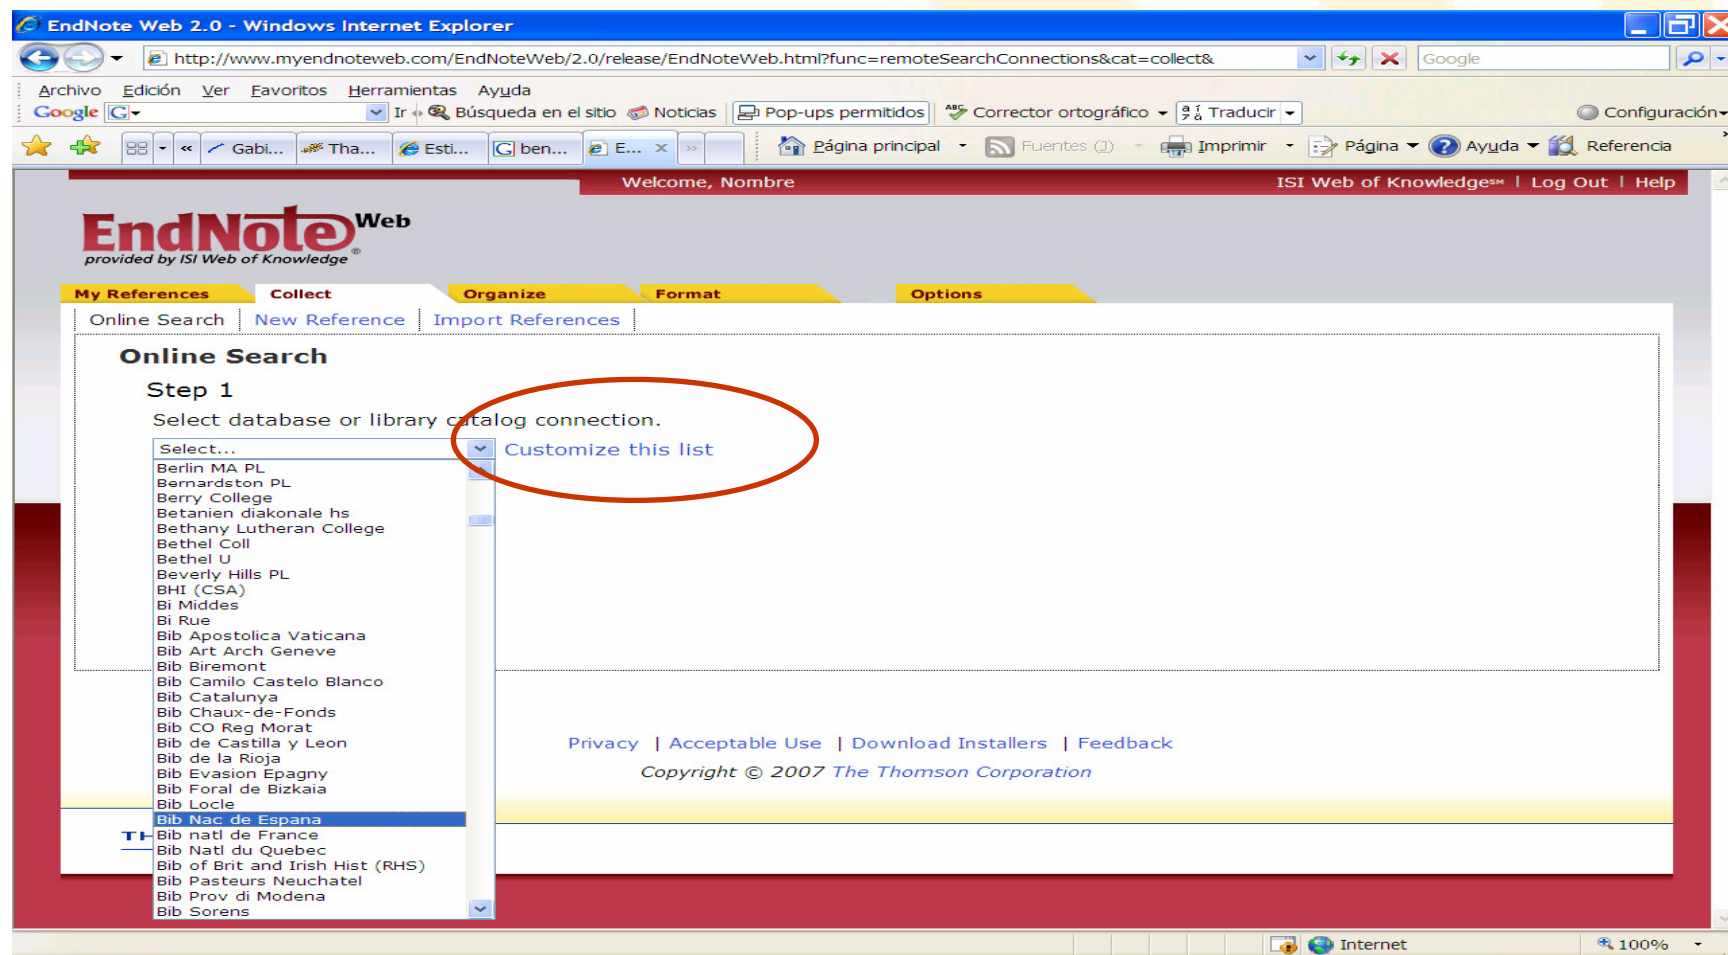 EndNote Web 2.0 - Windows Internet Explorer
http://www.myendnoteweb.com/EndNoteWeb/2.0/release/EndNoteWeb.html?func=remoteSearchConnections&cat=collect& Google
Archivo Edición Ver Favoritos Herramientas Ayuda
Google G Ir Búsqueda en el sitio Noticias Pop-ups permitidos Corrector ortográfico Traducir Configuración
Gabi... Tha... Esti... ben... E... Página principal Fuentes (J) Imprimir Página Ayuda Referencia
Welcome, Nombre ISI Web of Knowledge℠ | Log Out | Help
EndNote Web
provided by ISI Web of Knowledge®
My References Collect Organize Format Options
Online Search New Reference Import References
Online Search
Step 1
Select database or library catalog connection.
Select... Customize this list
Berlin MA PL
Bernardston PL
Berry College
Betanien diakonale hs
Bethany Lutheran College
Bethel Coll
Bethel U
Beverly Hills PL
BHI (CSA)
Bi Middes
Bi Rue
Bib Apostolica Vaticana
Bib Art Arch Geneve
Bib Biremont
Bib Camilo Castelo Blanco
Bib Catalunya
Bib Chaux-de-Fonds
Bib CO Reg Morat
Bib de Castilla y Leon
Bib de la Rioja
Bib Evasion Epagny
Bib Foral de Bizkaia
Bib Locle
Bib Nac de Espana
Bib natl de France
Bib Natl du Quebec
Bib of Brit and Irish Hist (RHS)
Bib Pasteurs Neuchatel
Bib Prov di Modena
Bib Sorens
Privacy | Acceptable Use | Download Installers | Feedback
Copyright © 2007 The Thomson Corporation
TH
Internet 100%